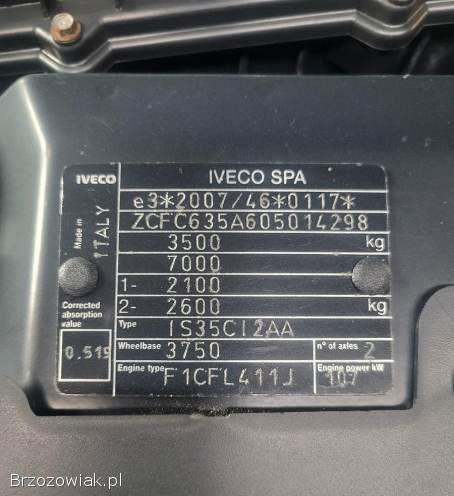 IVECO
IVECO SPA
e3*2007/46*0117*
Made in
ITALY
ZCFC635A605014298
3500 kg
7000
1- 2100
2- 2600 kg
Corrected
absorption
value
0.519
Type IS35CI2AA
Wheelbase 3750
n° of axles 2
Engine type F1CFL411J
Engine power kW 107
Brzozowiak.pl